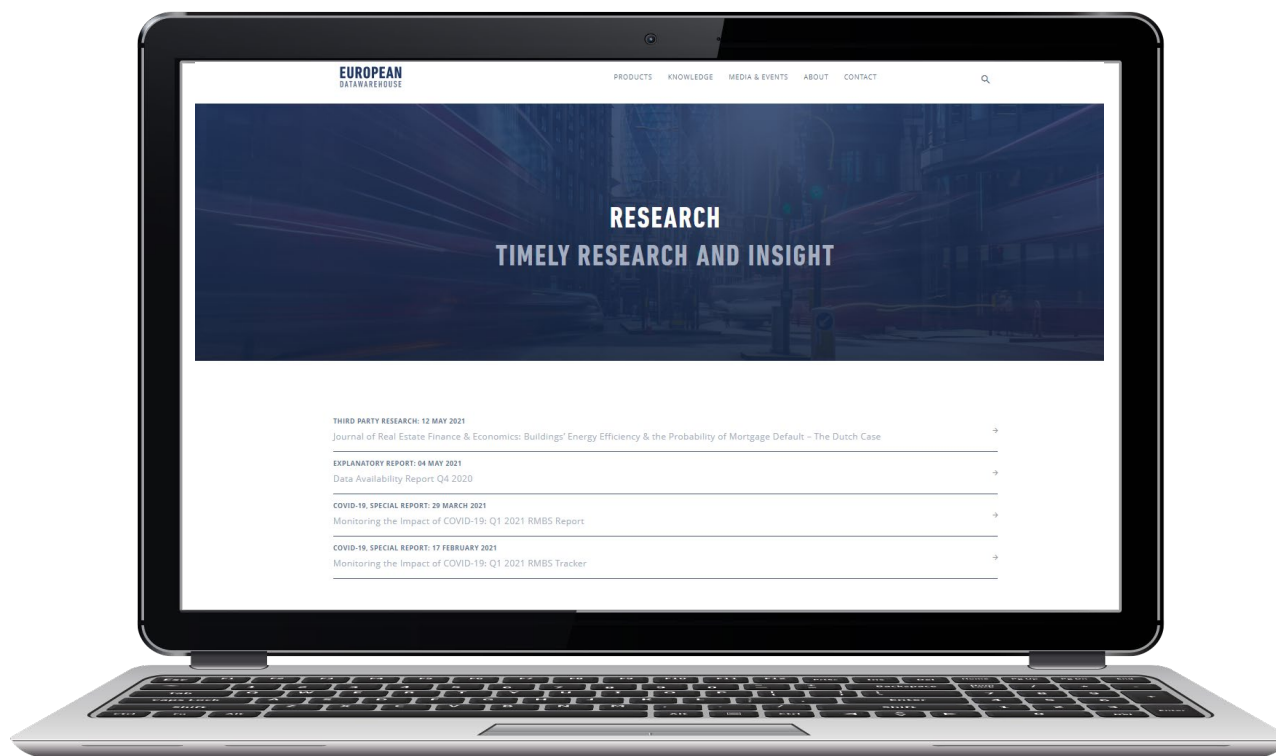 EUROPEAN
DATAWAREHOUSE
PRODUCTS KNOWLEDGE MEDIA & EVENTS ABOUT CONTACT
RESEARCH
TIMELY RESEARCH AND INSIGHT
THIRD PARTY RESEARCH: 12 MAY 2021
Journal of Real Estate Finance & Economics: Buildings' Energy Efficiency & the Probability of Mortgage Default – The Dutch Case
EXPLANATORY REPORT: 04 MAY 2021
Data Availability Report Q4 2020
COVID-19, SPECIAL REPORT: 29 MARCH 2021
Monitoring the Impact of COVID-19: Q1 2021 RMBS Report
COVID-19, SPECIAL REPORT: 17 FEBRUARY 2021
Monitoring the Impact of COVID-19: Q1 2021 RMBS Tracker